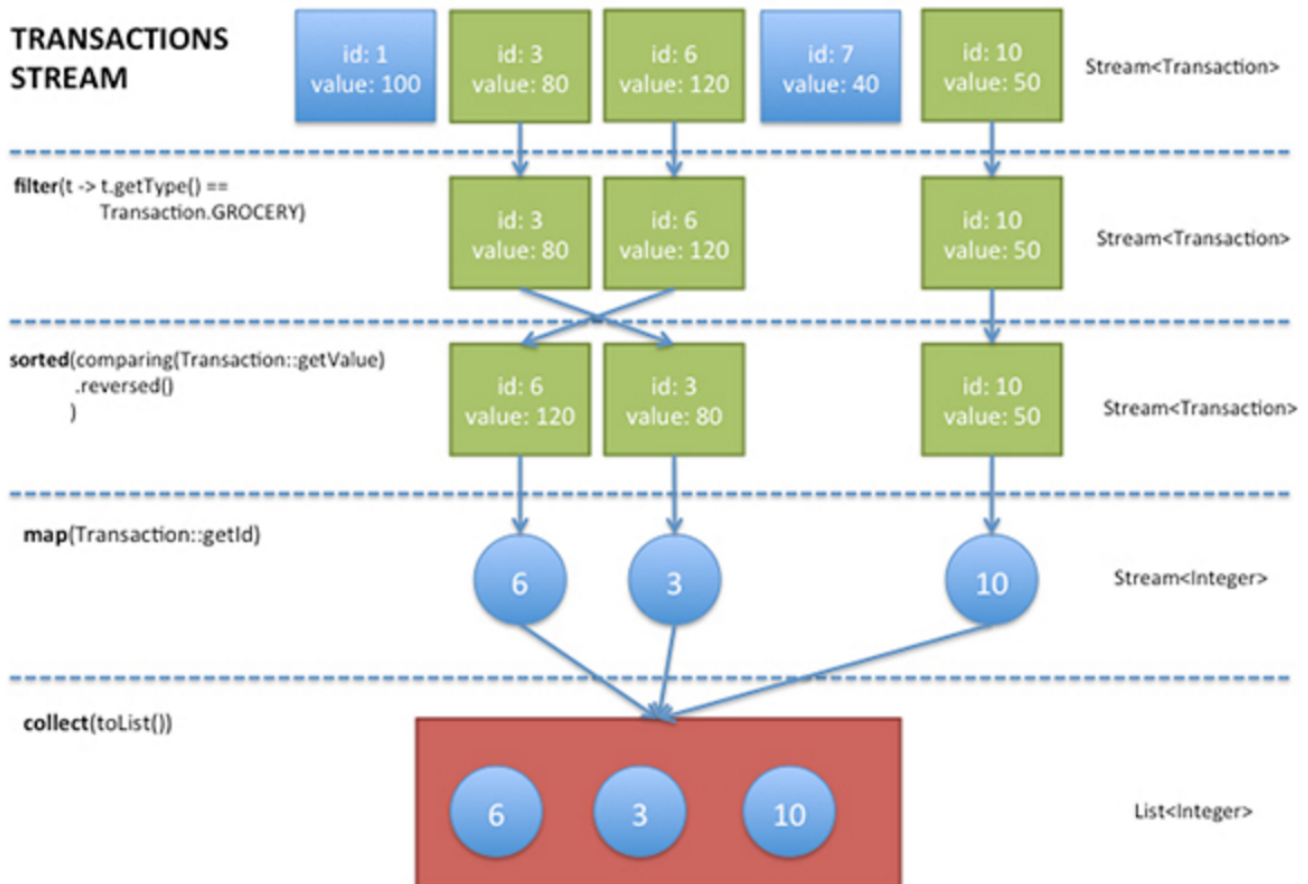 TRANSACTIONS
STREAM
id: 1
value: 100
id: 3
value: 80
id: 6
value: 120
id: 7
value: 40
id: 10
value: 50
Stream<Transaction>
filter(t -> t.getType() ==
Transaction.GROCERY)
id: 3
value: 80
id: 6
value: 120
id: 10
value: 50
Stream<Transaction>
sorted(comparing(Transaction::getValue)
.reversed()
)
id: 6
value: 120
id: 3
value: 80
id: 10
value: 50
Stream<Transaction>
map(Transaction::getId)
6
3
10
Stream<Integer>
collect(toList())
6
3
10
List<Integer>